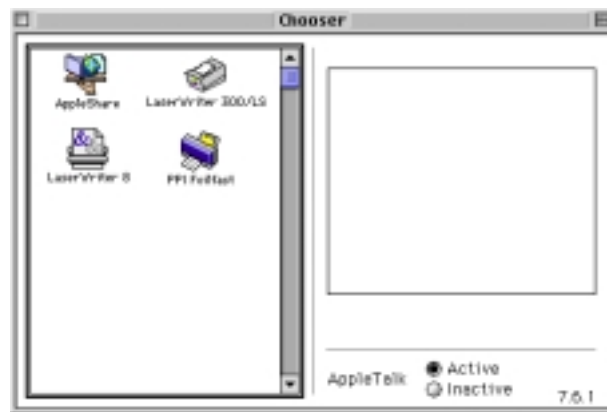 Chooser
AppleShare
LaserWriter 300/LS
LaserWriter 8
AppleTalk
Active
Inactive
7.6.1